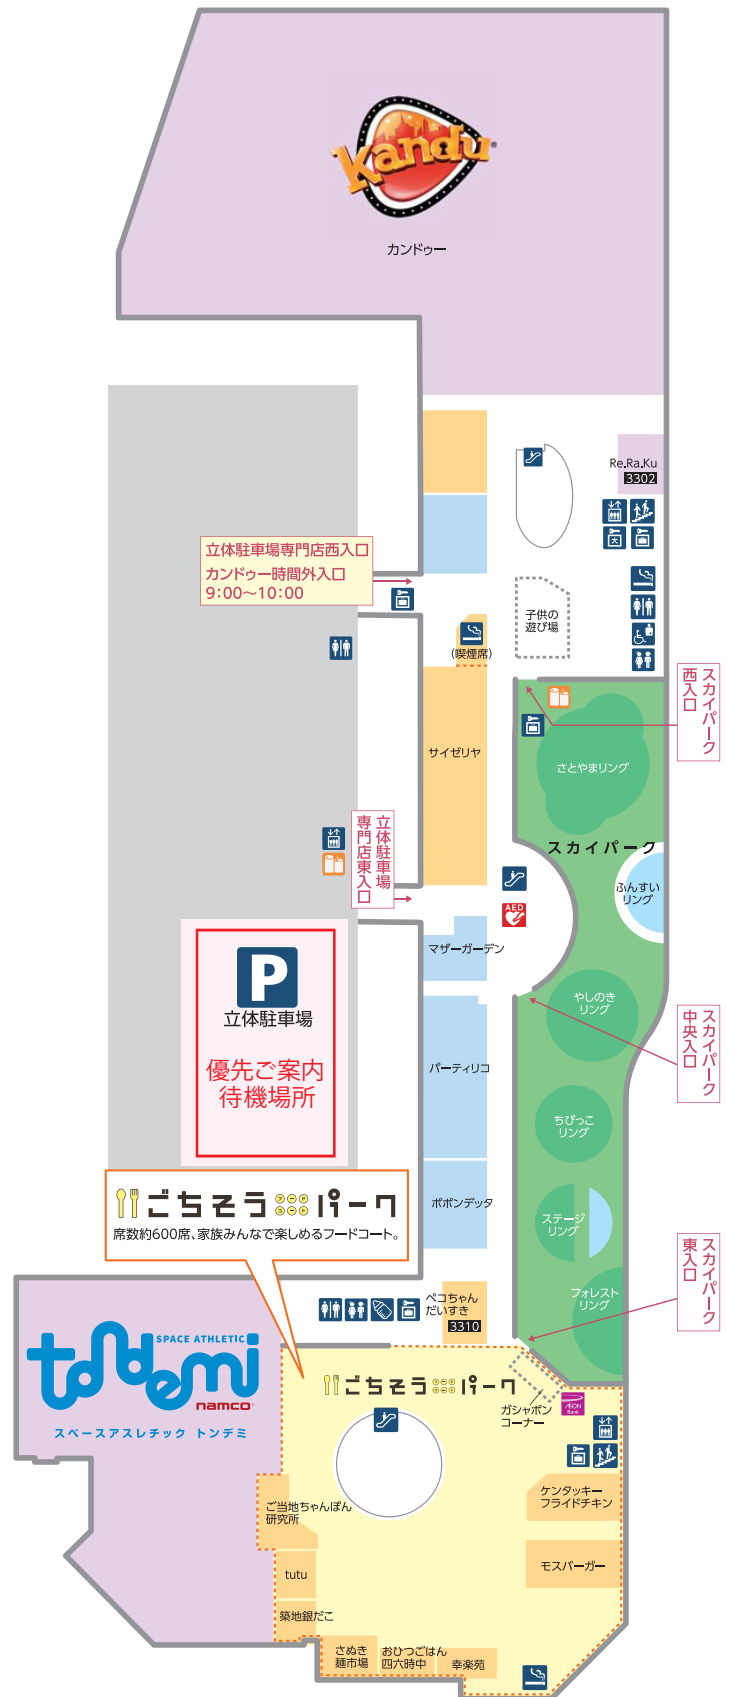 Kandu
カンドゥー
Re.Ra.Ku
3302
立体駐車場専門店西入口
カンドゥー時間外入口
9:00〜10:00
子供の
遊び場
(喫煙席)
スカイパーク
西入口
サイゼリヤ
さとやまリング
スカイパーク
立体駐車場
専門店東入口
ふんすい
リング
AED
マザーガーデン
P
立体駐車場
優先ご案内
待機場所
やしのき
リング
スカイパーク
中央入口
パーティリコ
ちびっこ
リング
ごちそうフードコートパーク
席数約600席、家族みんなで楽しめるフードコート。
ポポンデッタ
ステージ
リング
スカイパーク
東入口
フォレスト
リング
ペコちゃん
だいすき
3310
SPACE ATHLETIC
tondemi
namco
スペースアスレチック トンデミ
ごちそうフードコートパーク
ガシャポン
コーナー
AEON
Bank
ケンタッキー
フライドチキン
ご当地ちゃんぽん
研究所
モスバーガー
tutu
築地銀だこ
さぬき
麺市場
おひつごはん
四六時中
幸楽苑